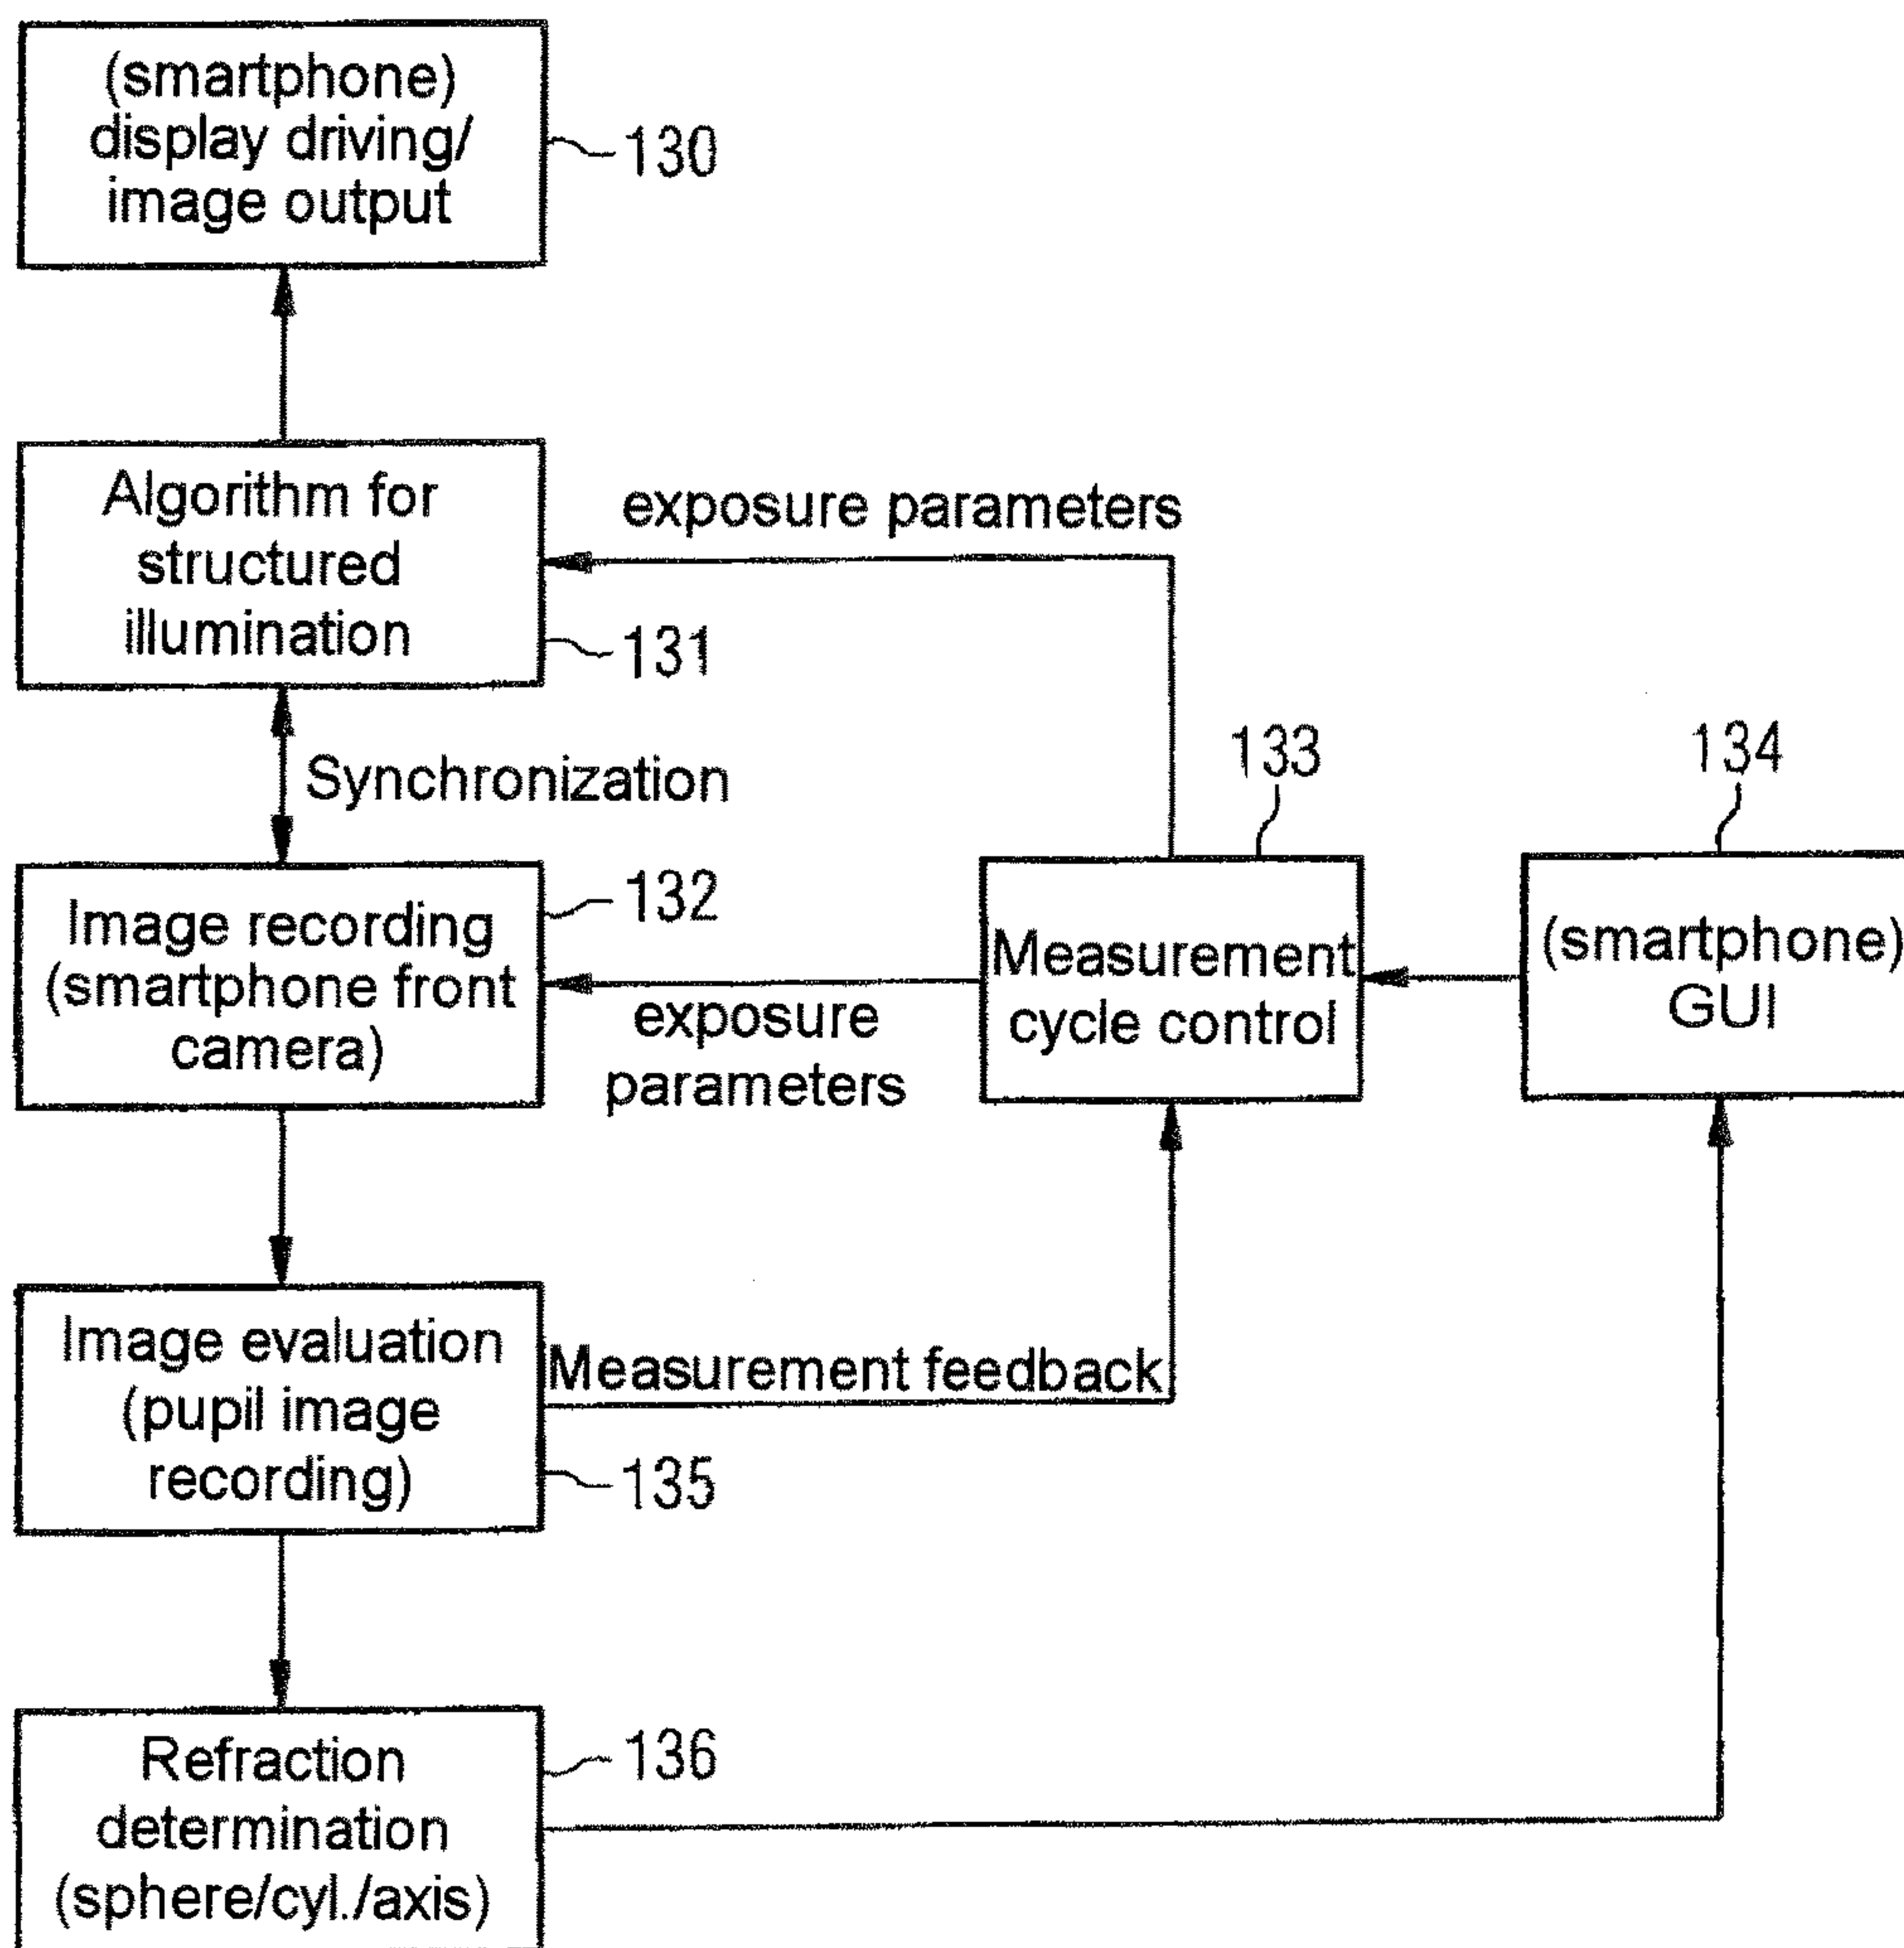 (smartphone)
display driving/
image output
130
Algorithm for
structured
illumination
131
exposure parameters
Synchronization
133
134
Image recording
(smartphone front
camera)
132
exposure
parameters
Measurement
cycle control
(smartphone)
GUI
Image evaluation
(pupil image
recording)
135
Measurement feedback
Refraction
determination
(sphere/cyl./axis)
136